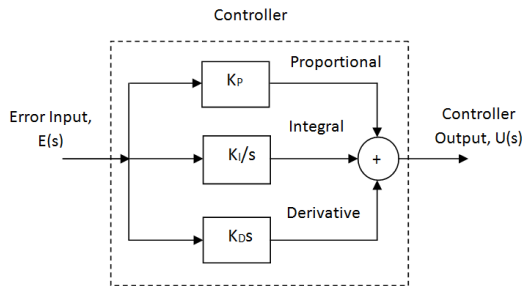 Controller
Proportional
KP
Error Input,
E(s)
Controller
Output, U(s)
Integral
KI/s
+
Derivative
KDs